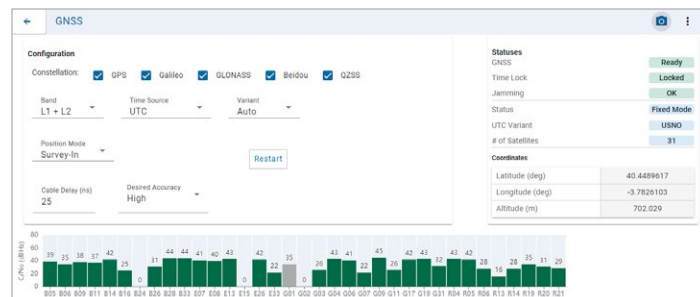 GNSS
Configuration
Statuses
Constellation: GPS Galileo GLONASS Beidou QZSS
GNSS Ready
Time Lock Locked
Jamming OK
Band Time Source Variant
L1 + L2 UTC Auto
Status Fixed Mode
UTC Variant USNO
# of Satellites 31
Position Mode
Survey-In
Restart
Coordinates
Latitude (deg) 40.4489617
Longitude (deg) -3.7826103
Altitude (m) 702.029
Cable Delay (ns) Desired Accuracy
25 High
C/No (dBHz)
80
60
40
20
0
39 35 38 37 42 25 0 31 44 44 41 40 43 0 42 22 35 0 26 43 41 22 45 26 42 43 32 43 42 28 16 28 35 31 29
B05 B06 B09 B11 B14 B16 B24 B26 B28 B33 E07 E08 E13 E15 E26 E33 G01 G02 G03 G04 G06 G07 G09 G11 G17 G19 G31 R04 R05 R06 R13 R14 R19 R20 R21